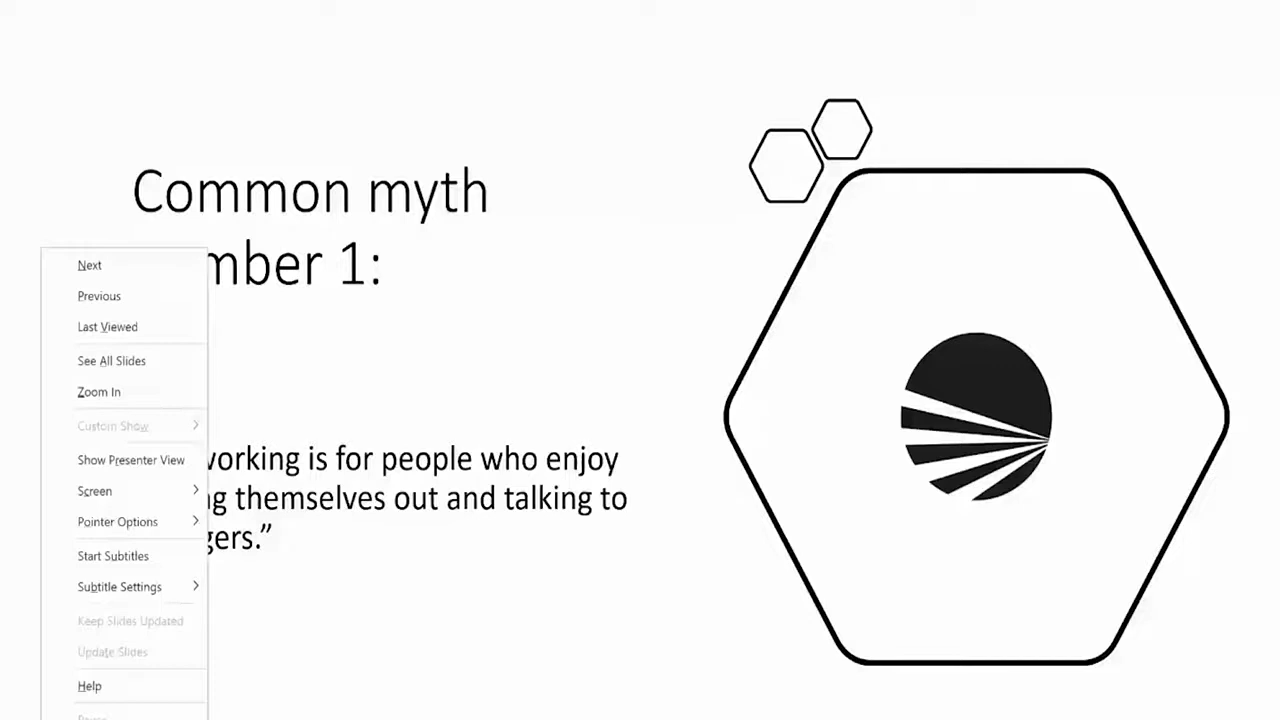 Common myth
mber 1:
Next
Previous
Last Viewed
See All Slides
Zoom In
Custom Show
Show Presenter View
Screen
Pointer Options
Start Subtitles
Subtitle Settings
Keep Slides Updated
Update Slides
Help
working is for people who enjoy
ng themselves out and talking to
gers.”